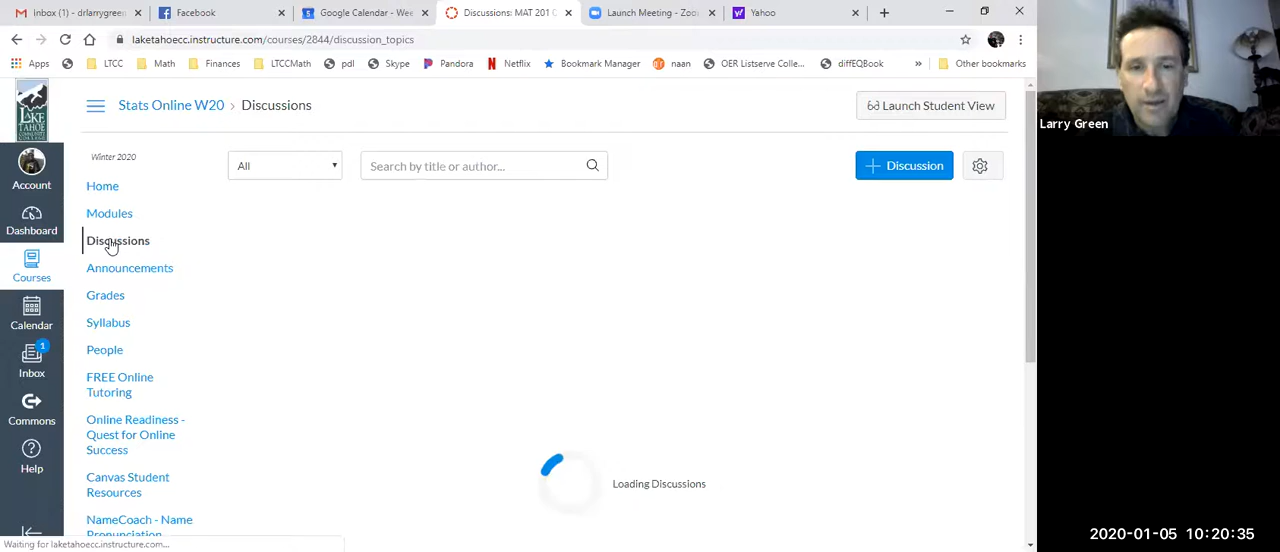 Inbox (1) - drlarrygreen
Facebook
Google Calendar - Wee
Discussions: MAT 201
Launch Meeting - Zoo
Yahoo
laketahoecc.instructure.com/courses/2844/discussion_topics
Apps
LTCC
Math
Finances
LTCCMath
pdl
Skype
Pandora
Netflix
Bookmark Manager
naan
OER Listserve Collec...
diffEQBook
»
Other bookmarks
LAKE TAHOE
Stats Online W20 > Discussions
Launch Student View
Winter 2020
All
Search by title or author...
+ Discussion
Home
Modules
Discussions
Announcements
Grades
Syllabus
People
FREE Online
Tutoring
Online Readiness -
Quest for Online
Success
Canvas Student
Resources
NameCoach - Name
Pronunciation
Account
Dashboard
Courses
Calendar
1
Inbox
Commons
Help
Loading Discussions
Waiting for laketahoecc.instructure.com...
Larry Green
2020-01-05 10:20:35